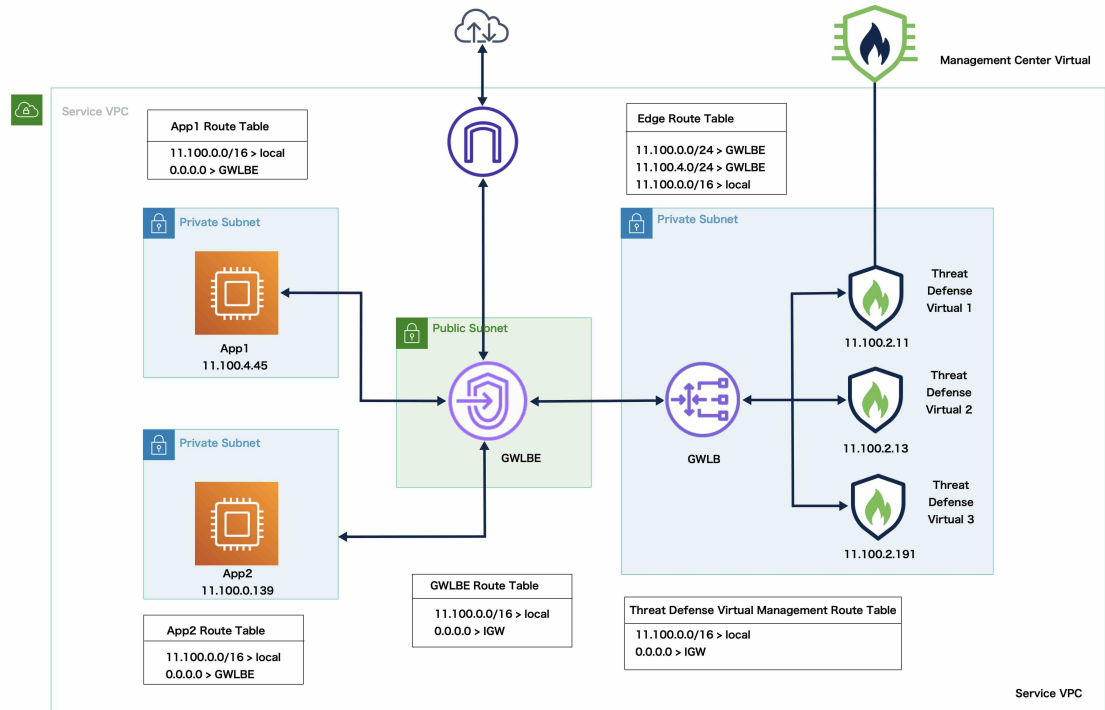 Management Center Virtual
Service VPC
App1 Route Table
11.100.0.0/16 > local
0.0.0.0 > GWLBE
Edge Route Table
11.100.0.0/24 > GWLBE
11.100.4.0/24 > GWLBE
11.100.0.0/16 > local
Private Subnet
App1
11.100.4.45
Private Subnet
Threat
Defense
Virtual 1
11.100.2.11
Public Subnet
GWLBE
GWLB
Threat
Defense
Virtual 2
11.100.2.13
Private Subnet
App2
11.100.0.139
Threat
Defense
Virtual 3
11.100.2.191
GWLBE Route Table
11.100.0.0/16 > local
0.0.0.0 > IGW
Threat Defense Virtual Management Route Table
11.100.0.0/16 > local
0.0.0.0 > IGW
App2 Route Table
11.100.0.0/16 > local
0.0.0.0 > GWLBE
Service VPC